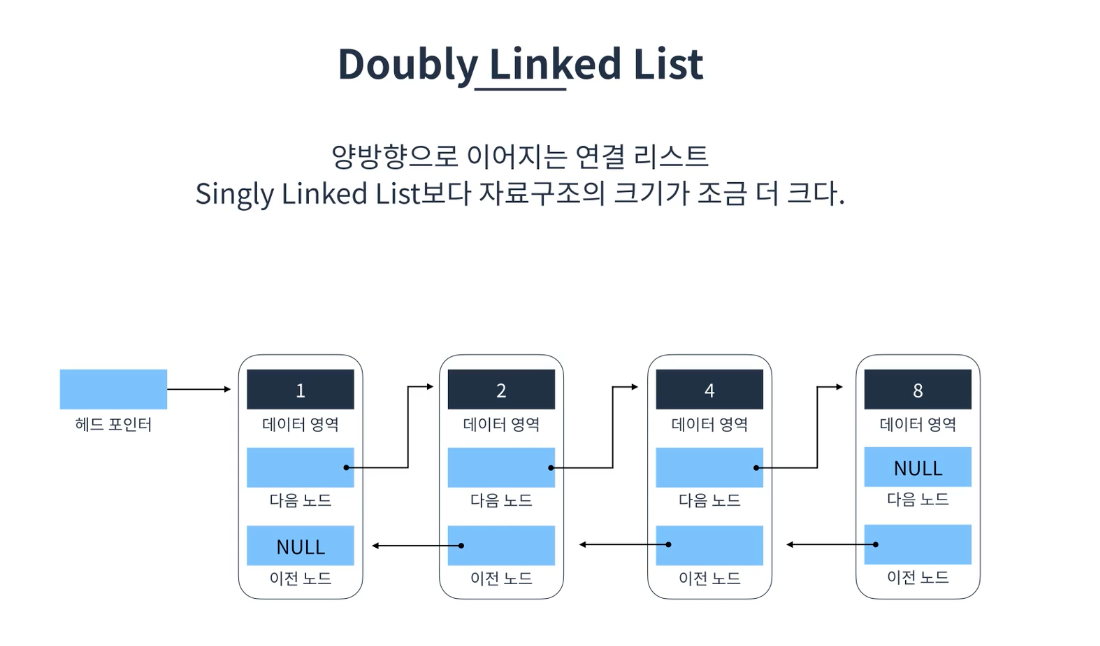 Doubly Linked List
양방향으로 이어지는 연결 리스트
Singly Linked List보다 자료구조의 크기가 조금 더 크다.
1 2 4 8
헤드 포인터 데이터 영역 데이터 영역 데이터 영역 데이터 영역
NULL
다음 노드 다음 노드 다음 노드 다음 노드
NULL
이전 노드 이전 노드 이전 노드 이전 노드